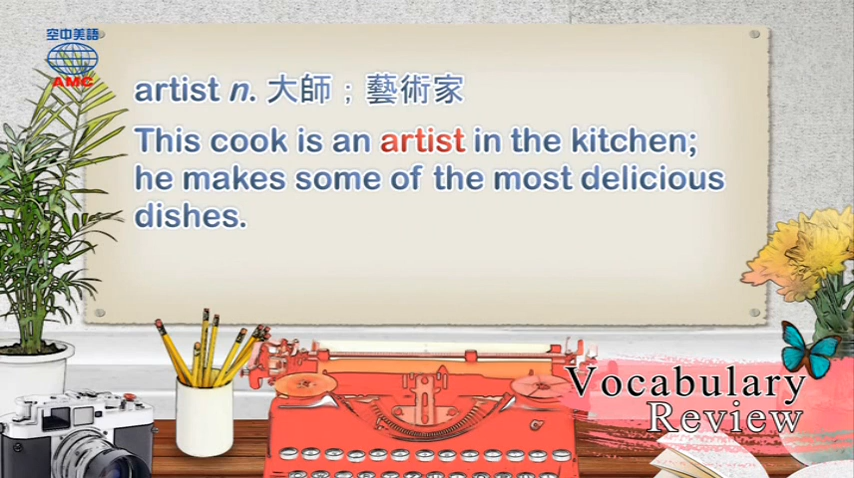 空中美語
AMC
artist n. 大師；藝術家
This cook is an artist in the kitchen;
he makes some of the most delicious
dishes.
Vocabulary
Review